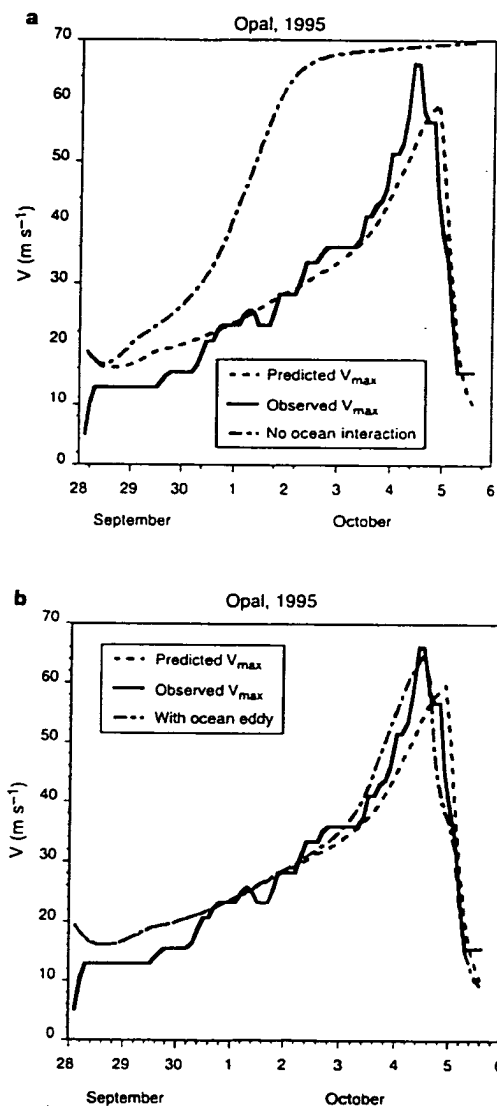 a
Opal, 1995
70
60
50
40
30
20
10
0
V (m s⁻¹)
Predicted Vmax
Observed Vmax
No ocean interaction
28 29 30 1 2 3 4 5 6
September October
b
Opal, 1995
70
60
50
40
30
20
10
0
V (m s⁻¹)
Predicted Vmax
Observed Vmax
With ocean eddy
28 29 30 1 2 3 4 5 6
September October